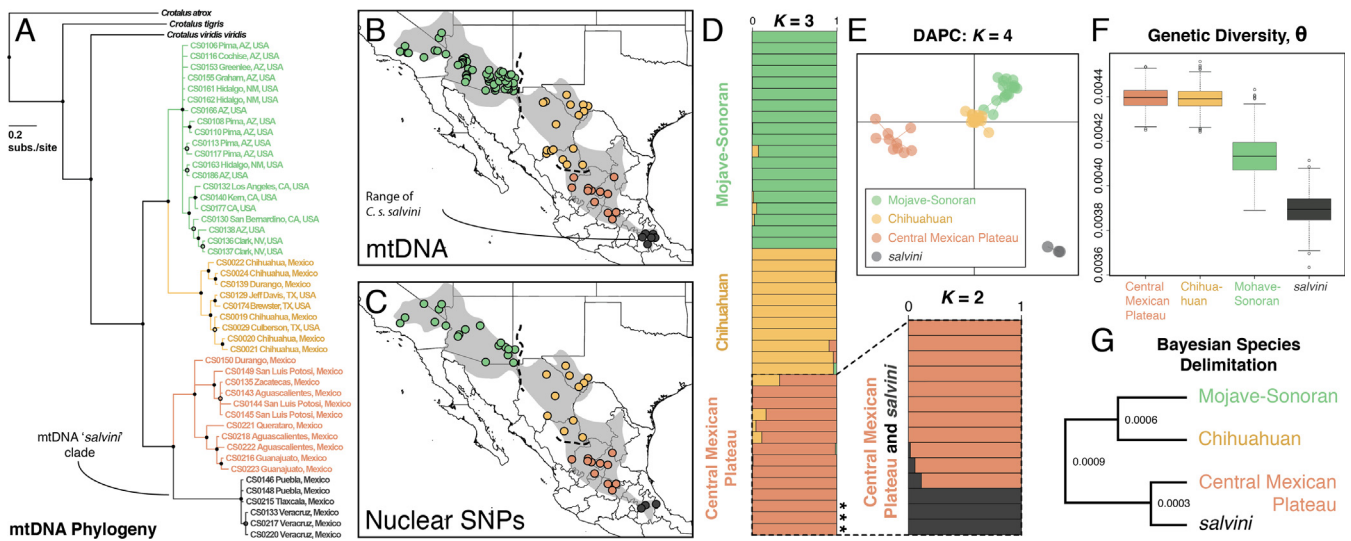 A
Crotalus atrox
Crotalus tigris
Crotalus viridis viridis
CS0106 Pima, AZ, USA
CS0116 Cochise, AZ, USA
CS0153 Greenlee, AZ, USA
CS0155 Graham, AZ, USA
CS0161 Hidalgo, NM, USA
CS0162 Hidalgo, NM, USA
CS0166 AZ, USA
CS0108 Pima, AZ, USA
CS0110 Pima, AZ, USA
CS0113 Pima, AZ, USA
CS0117 Pima, AZ, USA
CS0163 Hidalgo, NM, USA
CS0186 AZ, USA
CS0132 Los Angeles, CA, USA
CS0140 Kern, CA, USA
CS0177 CA, USA
CS0130 San Bernardino, CA, USA
CS0138 AZ, USA
CS0136 Clark, NV, USA
CS0137 Clark, NV, USA
CS0022 Chihuahua, Mexico
CS0024 Chihuahua, Mexico
CS0139 Durango, Mexico
CS0129 Jeff Davis, TX, USA
CS0174 Brewster, TX, USA
CS0019 Chihuahua, Mexico
CS0029 Culberson, TX, USA
CS0020 Chihuahua, Mexico
CS0021 Chihuahua, Mexico
CS0150 Durango, Mexico
CS0149 San Luis Potosi, Mexico
CS0135 Zacatecas, Mexico
CS0143 Aguascalientes, Mexico
CS0144 San Luis Potosi, Mexico
CS0145 San Luis Potosi, Mexico
CS0221 Querataro, Mexico
CS0218 Aguascalientes, Mexico
CS0222 Aguascalientes, Mexico
CS0216 Guanajuato, Mexico
CS0223 Guanajuato, Mexico
CS0146 Puebla, Mexico
CS0148 Puebla, Mexico
CS0215 Tlaxcala, Mexico
CS0133 Veracruz, Mexico
CS0217 Veracruz, Mexico
CS0220 Veracruz, Mexico
0.2
subs./site
mtDNA 'salvini'
clade
mtDNA Phylogeny
B
Range of
C. s. salvini
mtDNA
C
Nuclear SNPs
D
K = 3
0 1
Mojave-Sonoran
Chihuahuan
Central Mexican
Plateau
* * * *
K = 2
0 1
Central Mexican
Plateau and salvini
E
DAPC: K = 4
Mojave-Sonoran
Chihuahuan
Central Mexican Plateau
salvini
F
Genetic Diversity, θ
0.0044
0.0042
0.0040
0.0038
0.0036
Central
Mexican
Plateau
Chihua-
huan
Mohave-
Sonoran
salvini
G
Bayesian Species
Delimitation
Mojave-Sonoran
0.0006
Chihuahuan
0.0009
Central Mexican
Plateau
0.0003
salvini